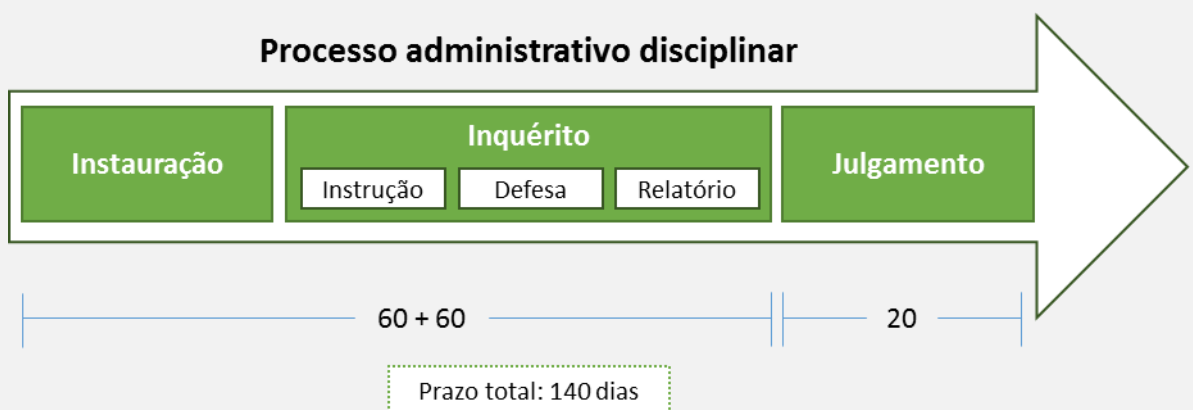 Processo administrativo disciplinar
Instauração
Inquérito
Instrução
Defesa
Relatório
Julgamento
60 + 60
20
Prazo total: 140 dias